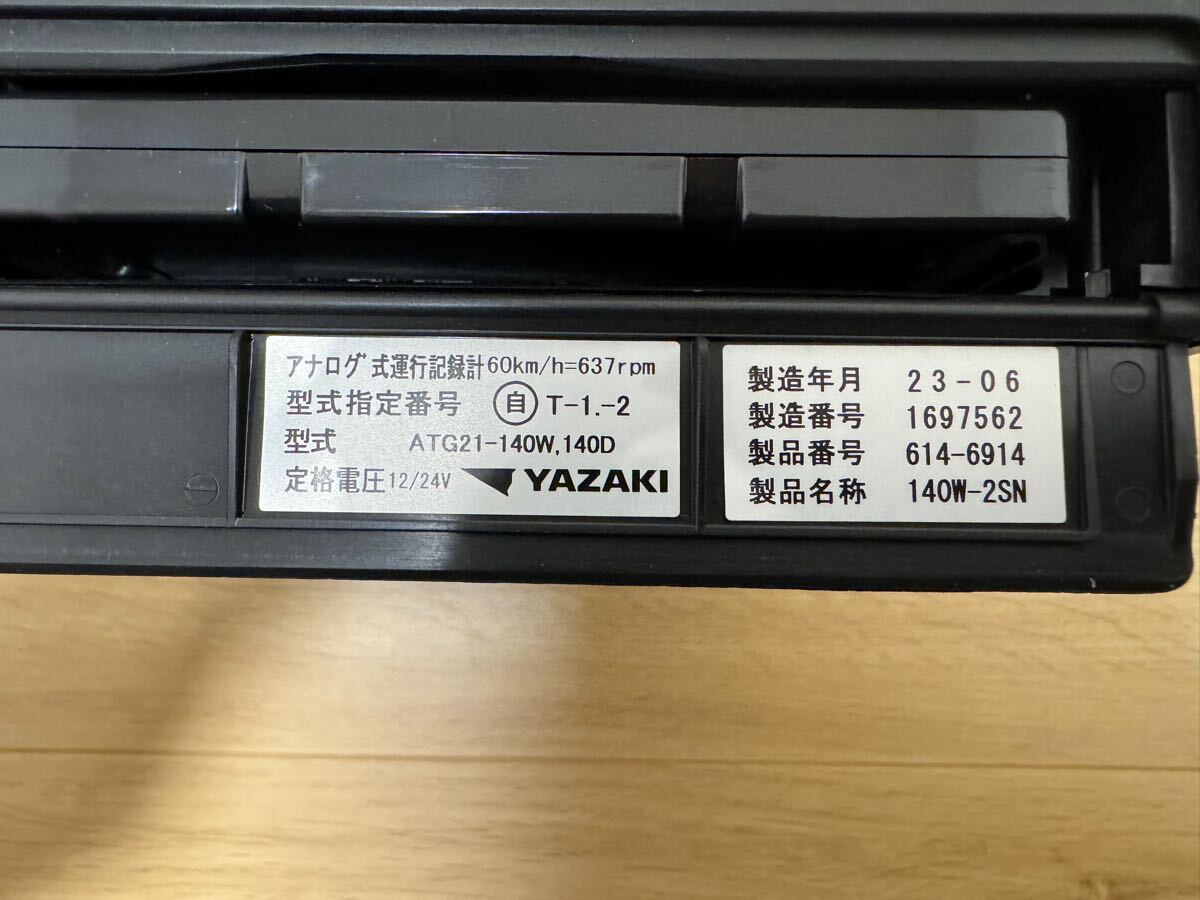 アナログ式運行記録計60km/h=637rpm
型式指定番号 自 T-1.-2
型式 ATG21-140W,140D
定格電圧12/24V YAZAKI
製造年月 23-06
製造番号 1697562
製品番号 614-6914
製品名称 140W-2SN